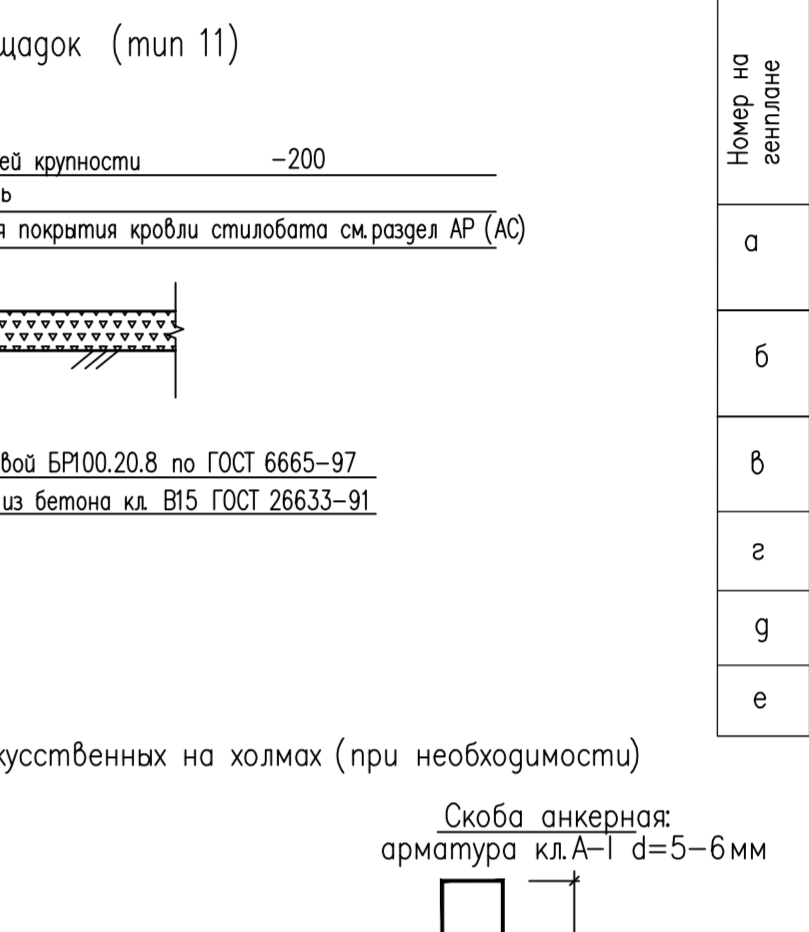 щадок (тип 11)
ей крупности -200
ь
я покрытия кровли стилобата см. раздел АР (АС)
вой БР100.20.8 по ГОСТ 6665-97
из бетона кл. В15 ГОСТ 26633-91
кусственных на холмах (при необходимости)
Скоба анкерная:
арматура кл. А-I d=5-6 мм
Номер на
генплане
а
б
в
г
д
е